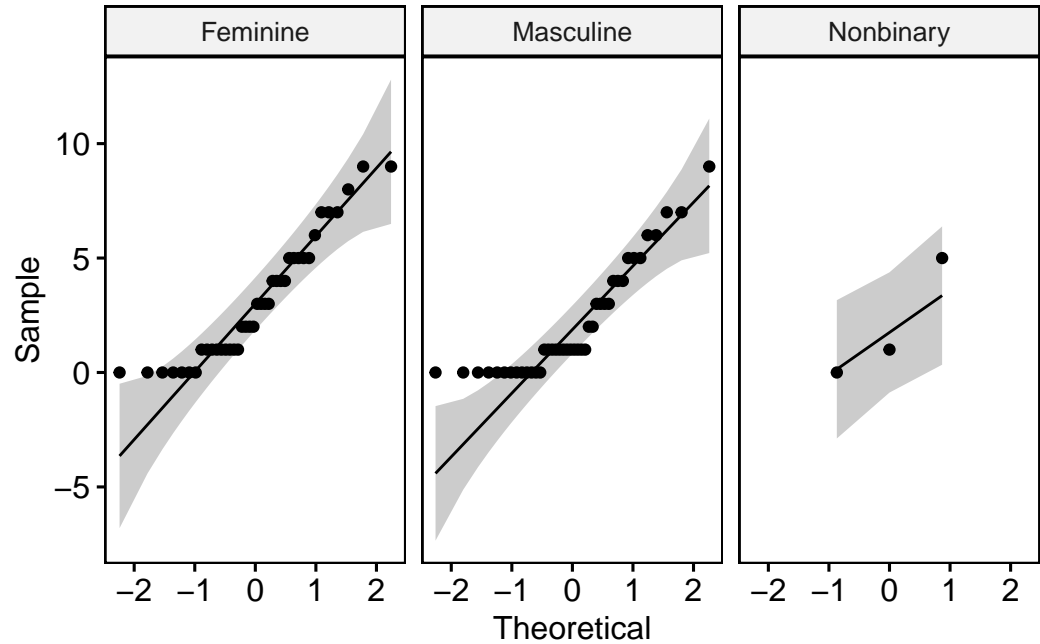 Feminine Masculine Nonbinary
Sample
10
5
0
−5
−2 −1 0 1 2 −2 −1 0 1 2 −2 −1 0 1 2
Theoretical